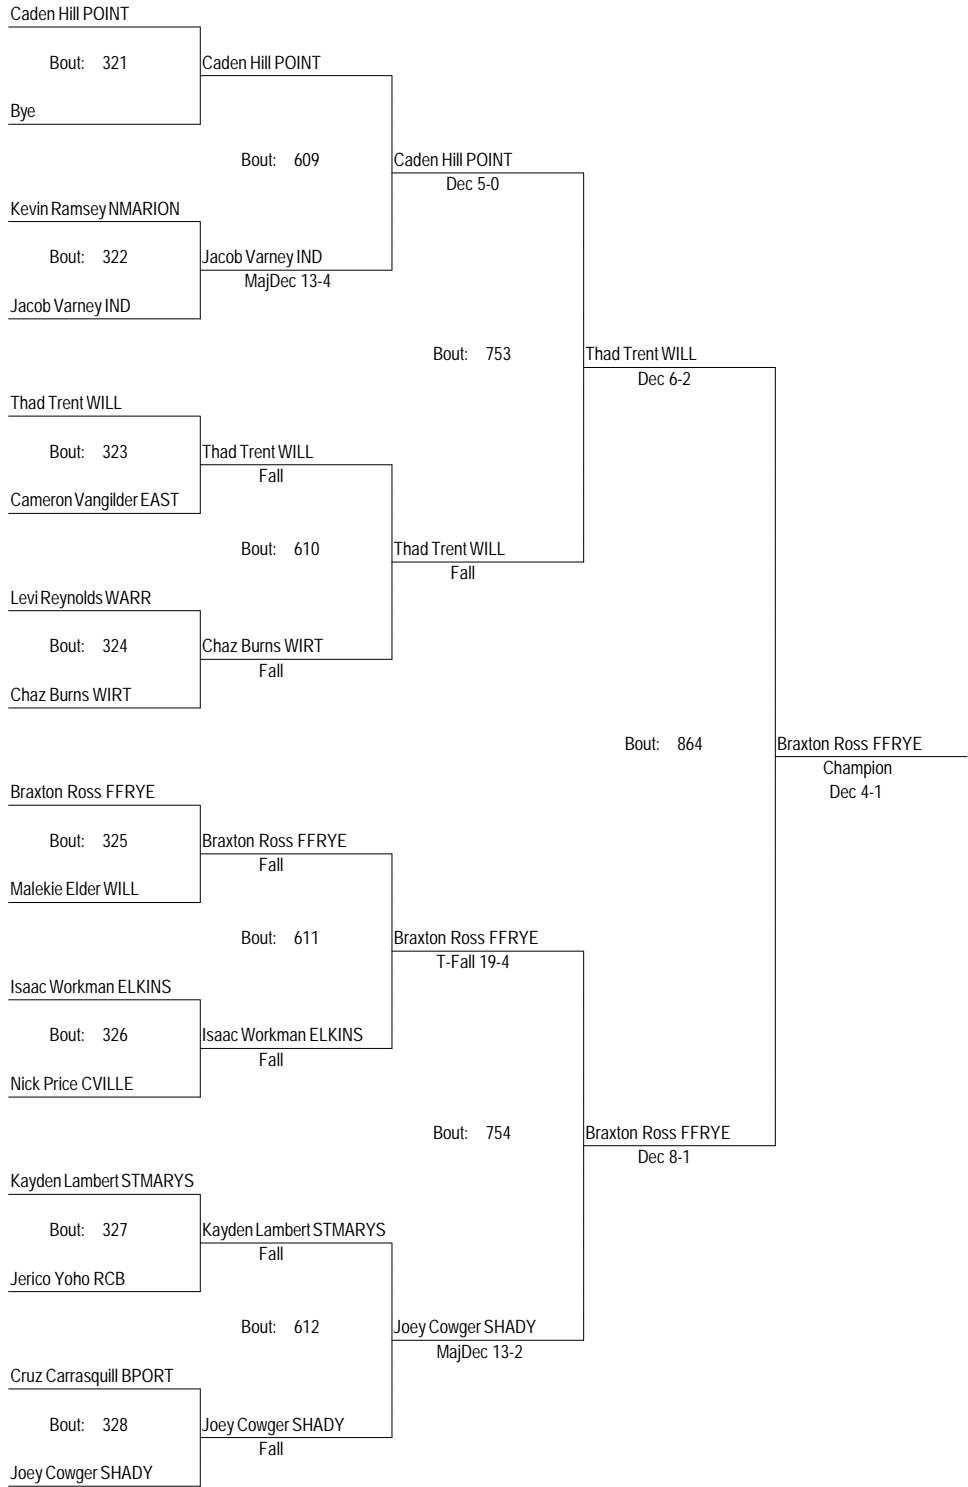 Caden Hill POINT
Bout: 321
Caden Hill POINT
Bye
Bout: 609
Caden Hill POINT
Dec 5-0
Kevin Ramsey NMARION
Bout: 322
Jacob Varney IND
MajDec 13-4
Jacob Varney IND
Bout: 753
Thad Trent WILL
Dec 6-2
Thad Trent WILL
Bout: 323
Thad Trent WILL
Fall
Cameron Vangilder EAST
Bout: 610
Thad Trent WILL
Fall
Levi Reynolds WARR
Bout: 324
Chaz Burns WIRT
Fall
Chaz Burns WIRT
Bout: 864
Braxton Ross FFRYE
Champion
Dec 4-1
Braxton Ross FFRYE
Bout: 325
Braxton Ross FFRYE
Fall
Malekie Elder WILL
Bout: 611
Braxton Ross FFRYE
T-Fall 19-4
Isaac Workman ELKINS
Bout: 326
Isaac Workman ELKINS
Fall
Nick Price CVILLE
Bout: 754
Braxton Ross FFRYE
Dec 8-1
Kayden Lambert STMARYS
Bout: 327
Kayden Lambert STMARYS
Fall
Jerico Yoho RCB
Bout: 612
Joey Cowger SHADY
MajDec 13-2
Cruz Carrasquill BPORT
Bout: 328
Joey Cowger SHADY
Fall
Joey Cowger SHADY